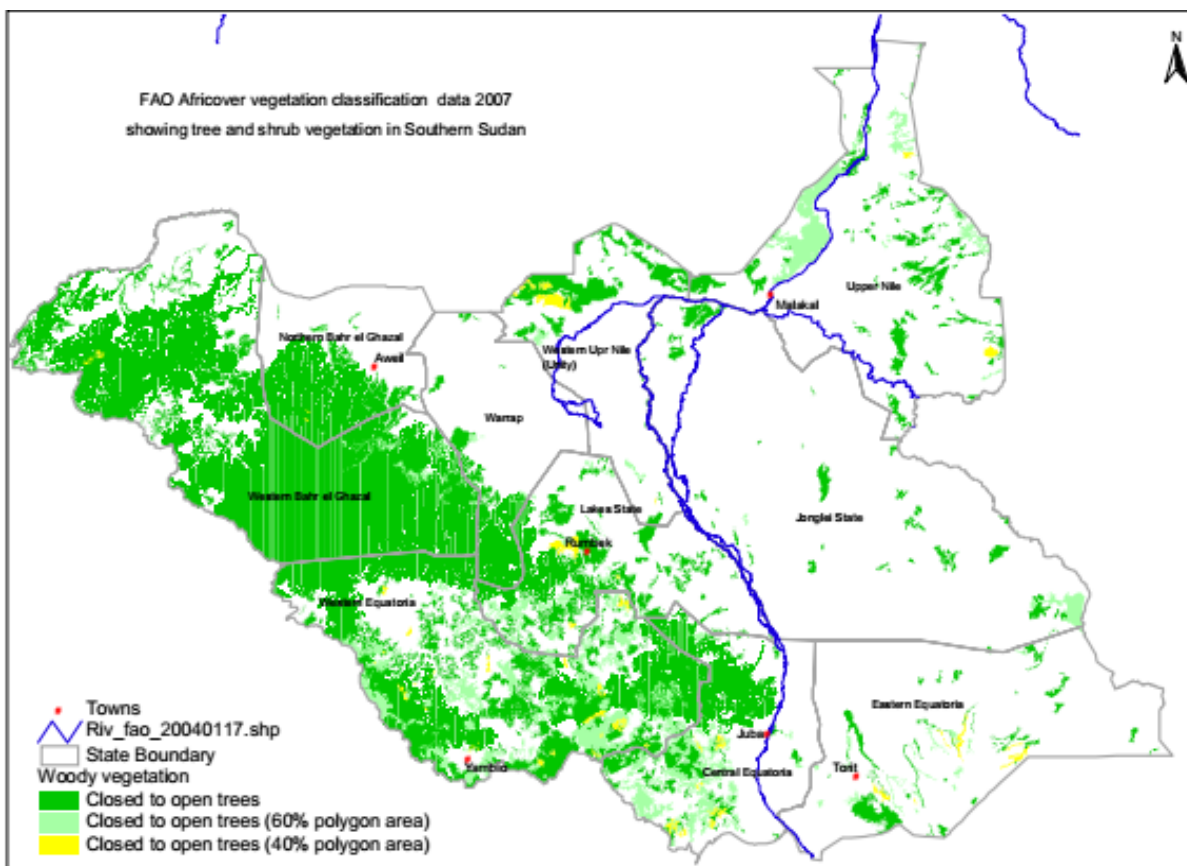 N
FAO Africover vegetation classification data 2007
showing tree and shrub vegetation in Southern Sudan
Malakal
Upper Nile
Northern Bahr el Ghazal
Aweil
Western Upr Nile
(Unity)
Warrap
Western Bahr el Ghazal
Lakes State
Jonglei State
Rumbek
Western Equatoria
Eastern Equatoria
Juba
Yambio
Central Equatoria
Torit
Towns
Riv_fao_20040117.shp
State Boundary
Woody vegetation
Closed to open trees
Closed to open trees (60% polygon area)
Closed to open trees (40% polygon area)